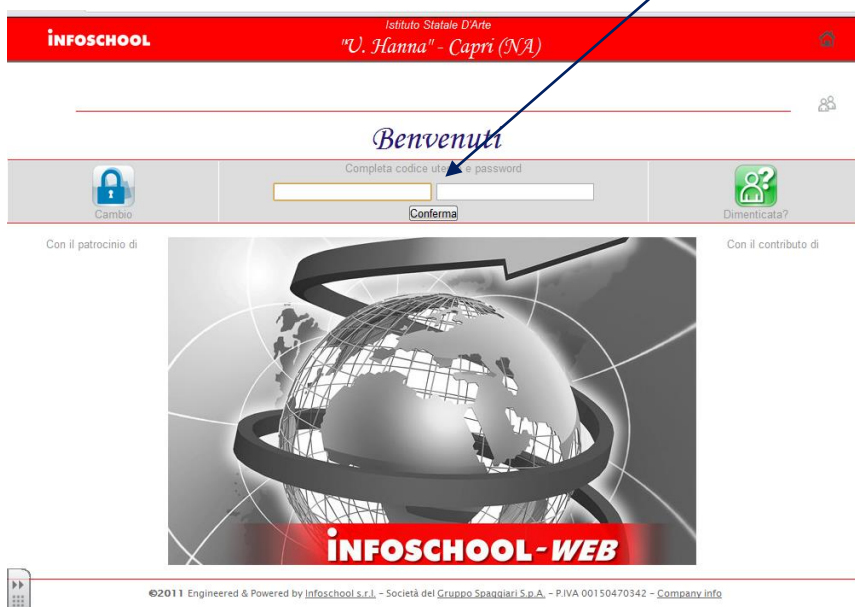 INFOSCHOOL
Istituto Statale D'Arte
"U. Hanna" - Capri (NA)
Benvenuti
Completa codice utente e password
Cambio
Conferma
Dimenticata?
Con il patrocinio di
Con il contributo di
INFOSCHOOL-WEB
©2011 Engineered & Powered by Infoschool s.r.l. – Società del Gruppo Spaggiari S.p.A. – P.IVA 00150470342 – Company info